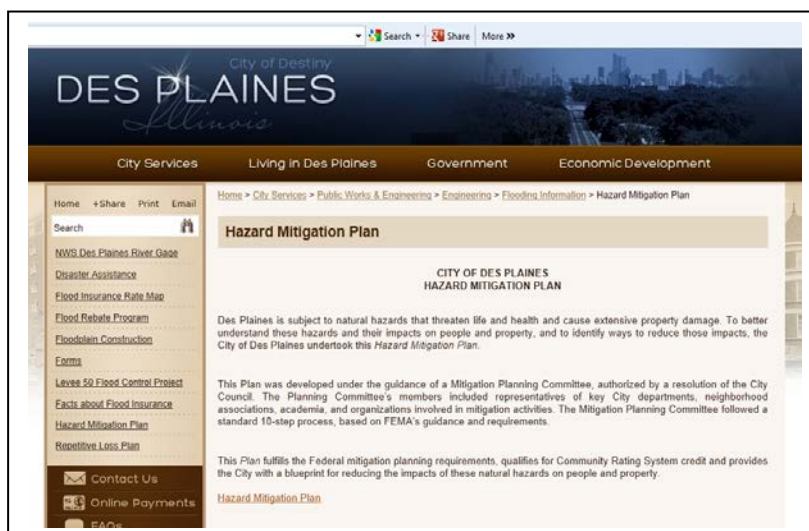 Search Share More »
City of Destiny
DES PLAINES
Illinois
City Services Living in Des Plaines Government Economic Development
Home +Share Print Email
Search
NWS Des Plaines River Gage
Disaster Assistance
Flood Insurance Rate Map
Flood Rebate Program
Floodplain Construction
Forms
Levee 50 Flood Control Project
Facts about Flood Insurance
Hazard Mitigation Plan
Repetitive Loss Plan
Contact Us
Online Payments
FAQs
Home > City Services > Public Works & Engineering > Engineering > Flooding Information > Hazard Mitigation Plan
Hazard Mitigation Plan
CITY OF DES PLAINES
HAZARD MITIGATION PLAN
Des Plaines is subject to natural hazards that threaten life and health and cause extensive property damage. To better
understand these hazards and their impacts on people and property, and to identify ways to reduce those impacts, the
City of Des Plaines undertook this Hazard Mitigation Plan.
This Plan was developed under the guidance of a Mitigation Planning Committee, authorized by a resolution of the City
Council. The Planning Committee's members included representatives of key City departments, neighborhood
associations, academia, and organizations involved in mitigation activities. The Mitigation Planning Committee followed a
standard 10-step process, based on FEMA's guidance and requirements.
This Plan fulfills the Federal mitigation planning requirements, qualifies for Community Rating System credit and provides
the City with a blueprint for reducing the impacts of these natural hazards on people and property.
Hazard Mitigation Plan